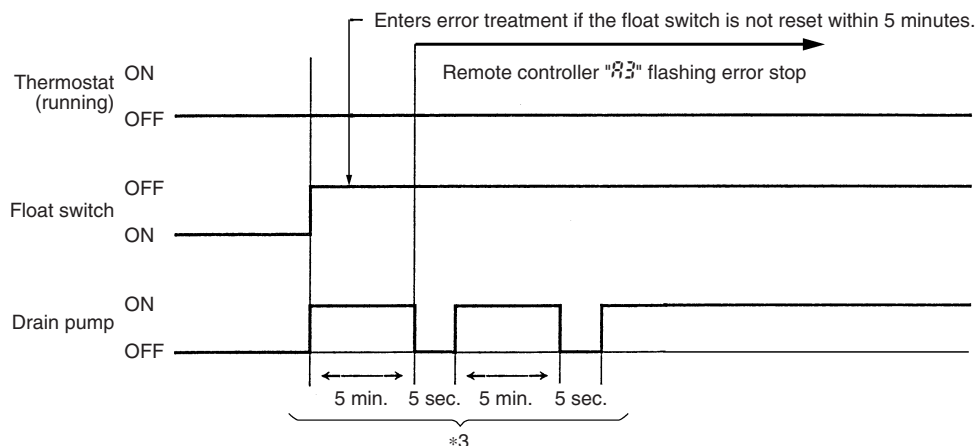 Enters error treatment if the float switch is not reset within 5 minutes.
Remote controller "A3" flashing error stop
Thermostat
(running)
ON
OFF
Float switch
OFF
ON
Drain pump
ON
OFF
5 min. 5 sec. 5 min. 5 sec.
*3